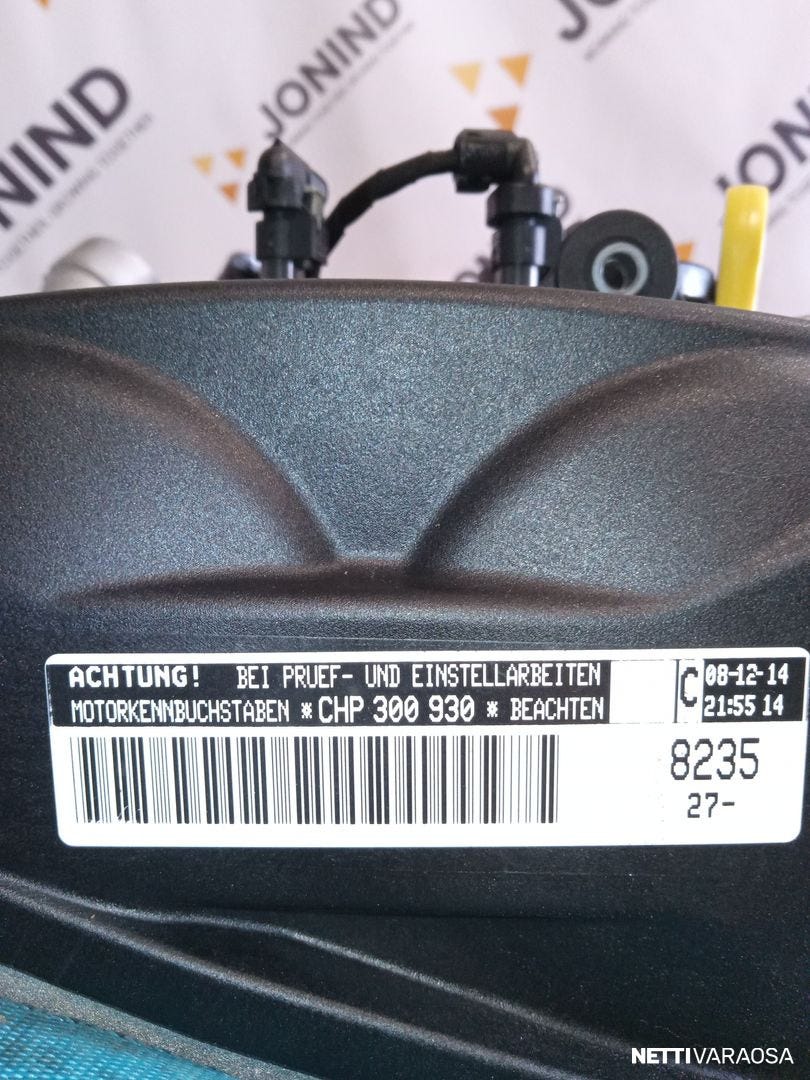 JONIND
JONIND
JONIND
ACHTUNG! BEI PRUEF- UND EINSTELLARBEITEN
MOTORKENNBUCHSTABEN *CHP 300 930 * BEACHTEN
C
08-12-14
21:55 14
8235
27-
NETTIVARAOSA